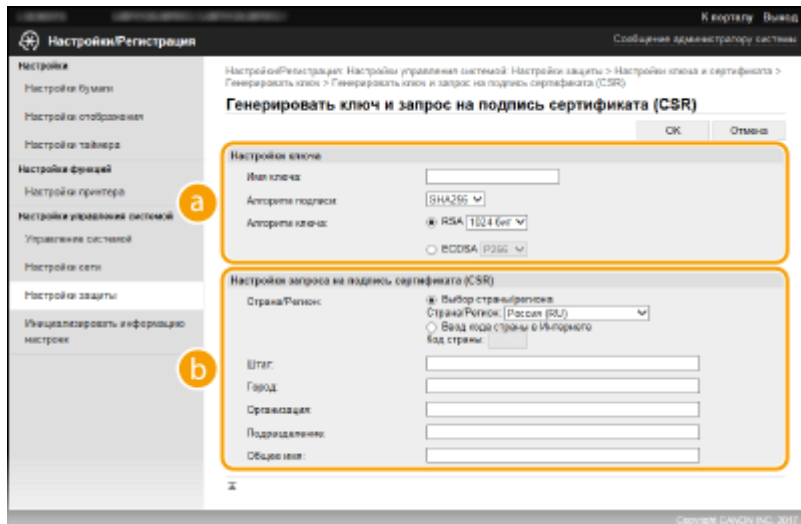 К порталу Выход
Настройки/Регистрация
Сообщение администратору системы
Настройки
Настройки бумаги
Настройки отображения
Настройки таймера
Настройки функций
Настройки принтера
Настройки управления системой
Управление системой
Настройки сети
Настройки защиты
Инициализировать информацию
настроек
Настройки/Регистрация: Настройки управления системой: Настройки защиты > Настройки ключа и сертификата >
Генерировать ключ > Генерировать ключ и запрос на подпись сертификата (CSR)
Генерировать ключ и запрос на подпись сертификата (CSR)
OK Отмена
a
Настройки ключа
Имя ключа:
Алгоритм подписи: SHA256
Алгоритм ключа: RSA 1024 бит
ECDSA P256
b
Настройки запроса на подпись сертификата (CSR)
Страна/Регион: Выбор страны/региона
Страна/Регион: Россия (RU)
Ввод кода страны в Интернете
Код страны:
Штат:
Город:
Организация:
Подразделение:
Общее имя:
Copyright CANON INC. 2017